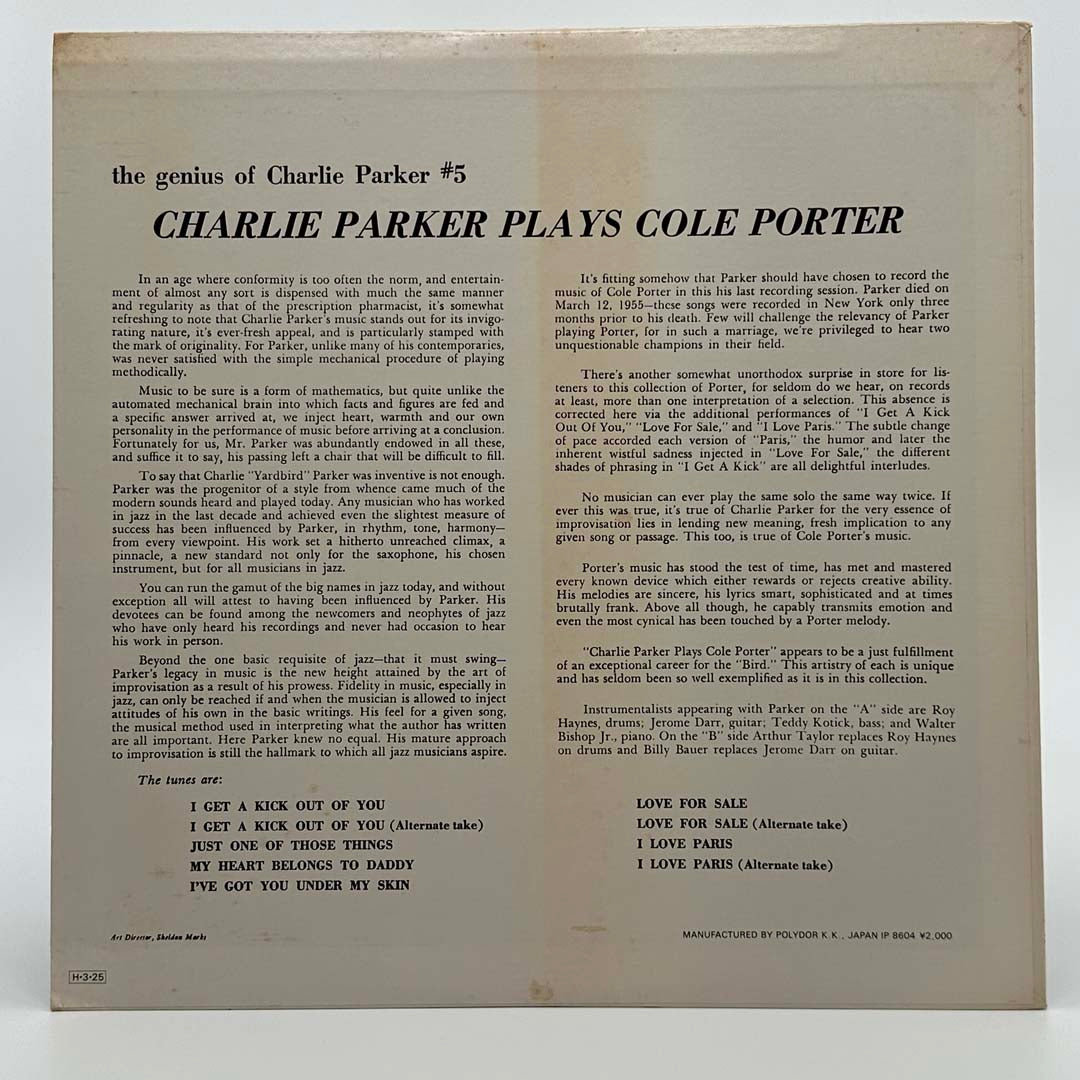 the genius of Charlie Parker #5
CHARLIE PARKER PLAYS COLE PORTER
In an age where conformity is too often the norm, and entertain-
ment of almost any sort is dispensed with much the same manner
and regularity as that of the prescription pharmacist, it's somewhat
refreshing to note that Charlie Parker's music stands out for its invigo-
rating nature, it's ever-fresh appeal, and is particularly stamped with
the mark of originality. For Parker, unlike many of his contemporaries,
was never satisfied with the simple mechanical procedure of playing
methodically.
Music to be sure is a form of mathematics, but quite unlike the
automated mechanical brain into which facts and figures are fed and
a specific answer arrived at, we inject heart, warmth and our own
personality in the performance of music before arriving at a conclusion.
Fortunately for us, Mr. Parker was abundantly endowed in all these,
and suffice it to say, his passing left a chair that will be difficult to fill.
To say that Charlie "Yardbird" Parker was inventive is not enough.
Parker was the progenitor of a style from whence came much of the
modern sounds heard and played today. Any musician who has worked
in jazz in the last decade and achieved even the slightest measure of
success has been influenced by Parker, in rhythm, tone, harmony—
from every viewpoint. His work set a hitherto unreached climax, a
pinnacle, a new standard not only for the saxophone, his chosen
instrument, but for all musicians in jazz.
You can run the gamut of the big names in jazz today, and without
exception all will attest to having been influenced by Parker. His
devotees can be found among the newcomers and neophytes of jazz
who have only heard his recordings and never had occasion to hear
his work in person.
Beyond the one basic requisite of jazz—that it must swing—
Parker's legacy in music is the new height attained by the art of
improvisation as a result of his prowess. Fidelity in music, especially in
jazz, can only be reached if and when the musician is allowed to inject
attitudes of his own in the basic writings. His feel for a given song,
the musical method used in interpreting what the author has written
are all important. Here Parker knew no equal. His mature approach
to improvisation is still the hallmark to which all jazz musicians aspire.
It's fitting somehow that Parker should have chosen to record the
music of Cole Porter in this his last recording session. Parker died on
March 12, 1955—these songs were recorded in New York only three
months prior to his death. Few will challenge the relevancy of Parker
playing Porter, for in such a marriage, we're privileged to hear two
unquestionable champions in their field.
There's another somewhat unorthodox surprise in store for lis-
teners to this collection of Porter, for seldom do we hear, on records
at least, more than one interpretation of a selection. This absence is
corrected here via the additional performances of "I Get A Kick
Out Of You," "Love For Sale," and "I Love Paris." The subtle change
of pace accorded each version of "Paris," the humor and later the
inherent wistful sadness injected in "Love For Sale," the different
shades of phrasing in "I Get A Kick" are all delightful interludes.
No musician can ever play the same solo the same way twice. If
ever this was true, it's true of Charlie Parker for the very essence of
improvisation lies in lending new meaning, fresh implication to any
given song or passage. This too, is true of Cole Porter's music.
Porter's music has stood the test of time, has met and mastered
every known device which either rewards or rejects creative ability.
His melodies are sincere, his lyrics smart, sophisticated and at times
brutally frank. Above all though, he capably transmits emotion and
even the most cynical has been touched by a Porter melody.
"Charlie Parker Plays Cole Porter" appears to be a just fulfillment
of an exceptional career for the "Bird." This artistry of each is unique
and has seldom been so well exemplified as it is in this collection.
Instrumentalists appearing with Parker on the "A" side are Roy
Haynes, drums; Jerome Darr, guitar; Teddy Kotick, bass; and Walter
Bishop Jr., piano. On the "B" side Arthur Taylor replaces Roy Haynes
on drums and Billy Bauer replaces Jerome Darr on guitar.
The tunes are:
I GET A KICK OUT OF YOU
I GET A KICK OUT OF YOU (Alternate take)
JUST ONE OF THOSE THINGS
MY HEART BELONGS TO DADDY
I'VE GOT YOU UNDER MY SKIN
LOVE FOR SALE
LOVE FOR SALE (Alternate take)
I LOVE PARIS
I LOVE PARIS (Alternate take)
Art Director, Sheldon Marks
MANUFACTURED BY POLYDOR K.K., JAPAN IP 8604 ¥2,000
H•3•25